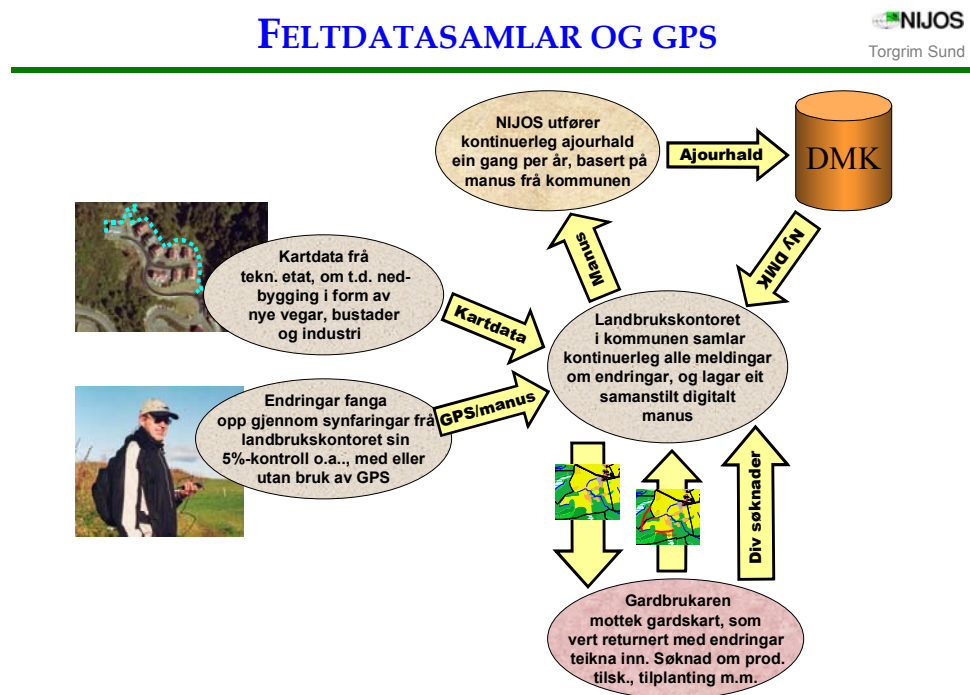 FELTDATASAMLAR OG GPS
NIJOS
Torgrim Sund
NIJOS utfører
kontinuerleg ajourhald
ein gang per år, basert på
manus frå kommunen
Ajourhald
DMK
Manus
Ny DMK
Kartdata frå
tekn. etat, om t.d. ned-
bygging i form av
nye vegar, bustader
og industri
Kartdata
Landbrukskontoret
i kommunen samlar
kontinuerleg alle meldingar
om endringar, og lagar eit
samanstilt digitalt
manus
Endringar fanga
opp gjennom synfaringar frå
landbrukskontoret sin
5%-kontroll o.a.., med eller
utan bruk av GPS
GPS/manus
Div søknader
Gardbrukaren
mottek gardskart, som
vert returnert med endringar
teikna inn. Søknad om prod.
tilsk., tilplanting m.m.